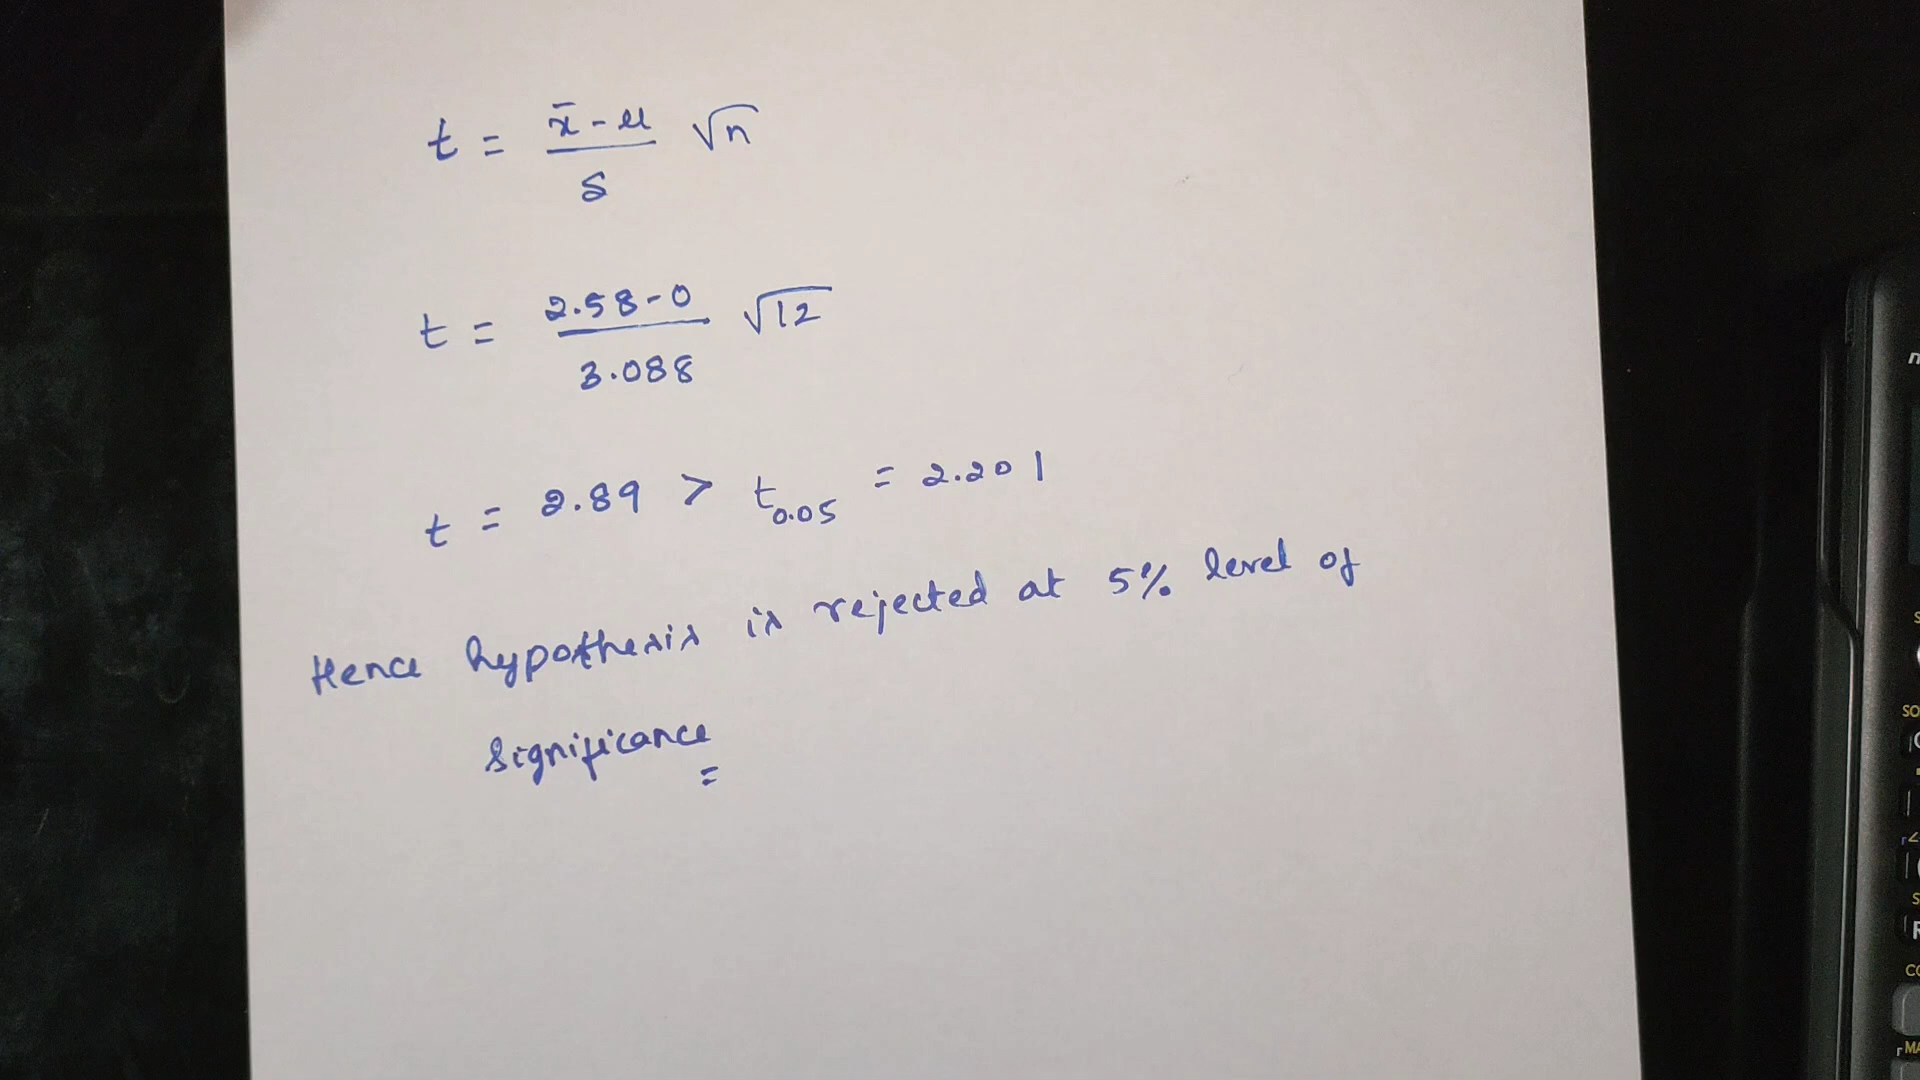 t = x̄ - μ / s √n
t = 2.58 - 0 / 3.088 √12
t = 2.89 > t0.05 = 2.201
Hence hypothesis is rejected at 5% level of
significance
=